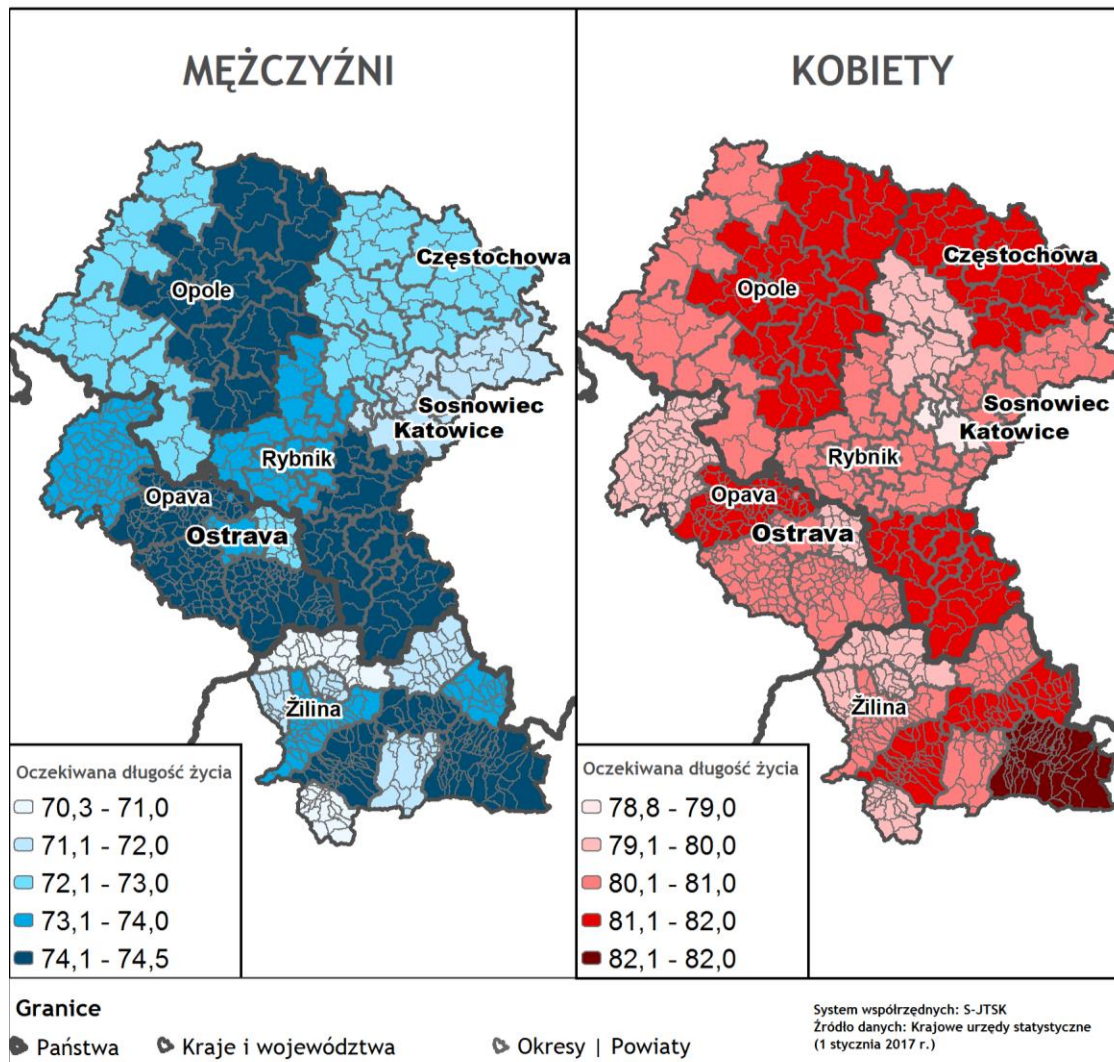 MĘŻCZYŹNI
Częstochowa
Opole
Sosnowiec
Katowice
Rybnik
Opava
Ostrava
Žilina
Oczekiwana długość życia
70,3 - 71,0
71,1 - 72,0
72,1 - 73,0
73,1 - 74,0
74,1 - 74,5
KOBIETY
Częstochowa
Opole
Sosnowiec
Katowice
Rybnik
Opava
Ostrava
Žilina
Oczekiwana długość życia
78,8 - 79,0
79,1 - 80,0
80,1 - 81,0
81,1 - 82,0
82,1 - 82,0
Granice
Państwa
Kraje i województwa
Okresy | Powiaty
System współrzędnych: S-JTSK
Źródło danych: Krajowe urzędy statystyczne
(1 stycznia 2017 r.)